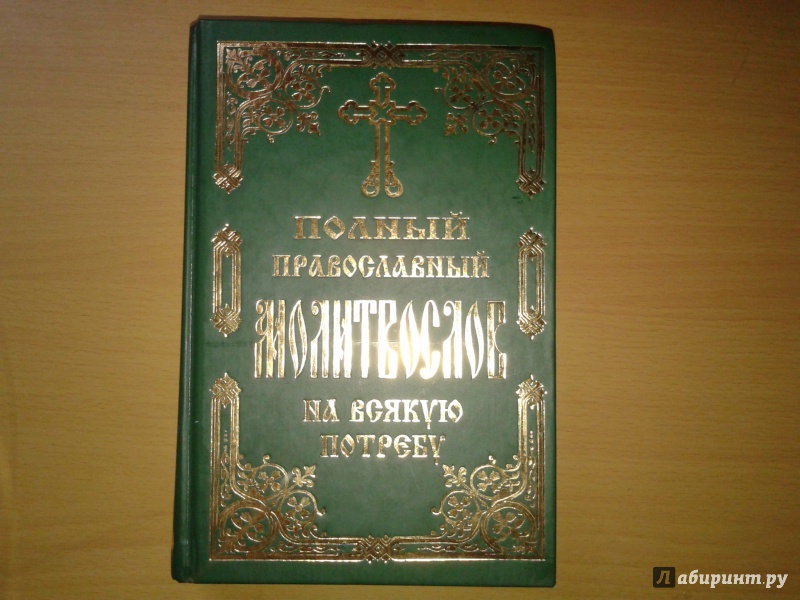 ПОЛНЫЙ
ПРАВОСЛАВНЫЙ
МОЛИТВОСЛОВ
НА ВСЯКУЮ
ПОТРЕБУ
Лабиринт.ру